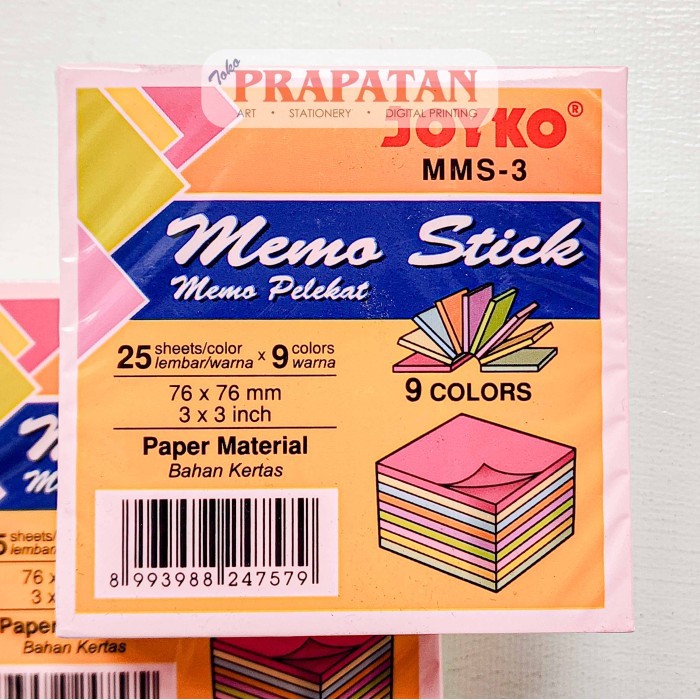 Toko
PRAPATAN
ART • STATIONERY • DIGITAL PRINTING
JOYKO®
MMS-3
Memo Stick
Memo Pelekat
25 sheets/color x 9 colors
lembar/warna warna
76 x 76 mm
3 x 3 inch
Paper Material
Bahan Kertas
9 COLORS
8 993988 247579
5 sheets/
lembar/
76 x
3 x
Paper
Bahan Kertas